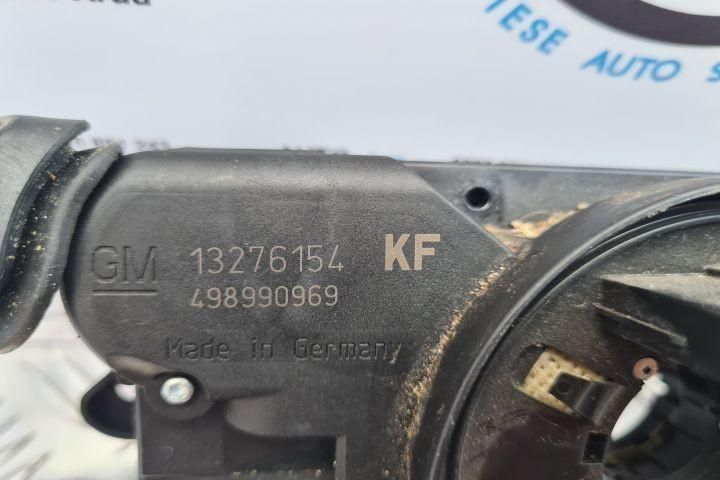 TESE AUTO S
GM 13276154 KF
498990969
Made in Germany